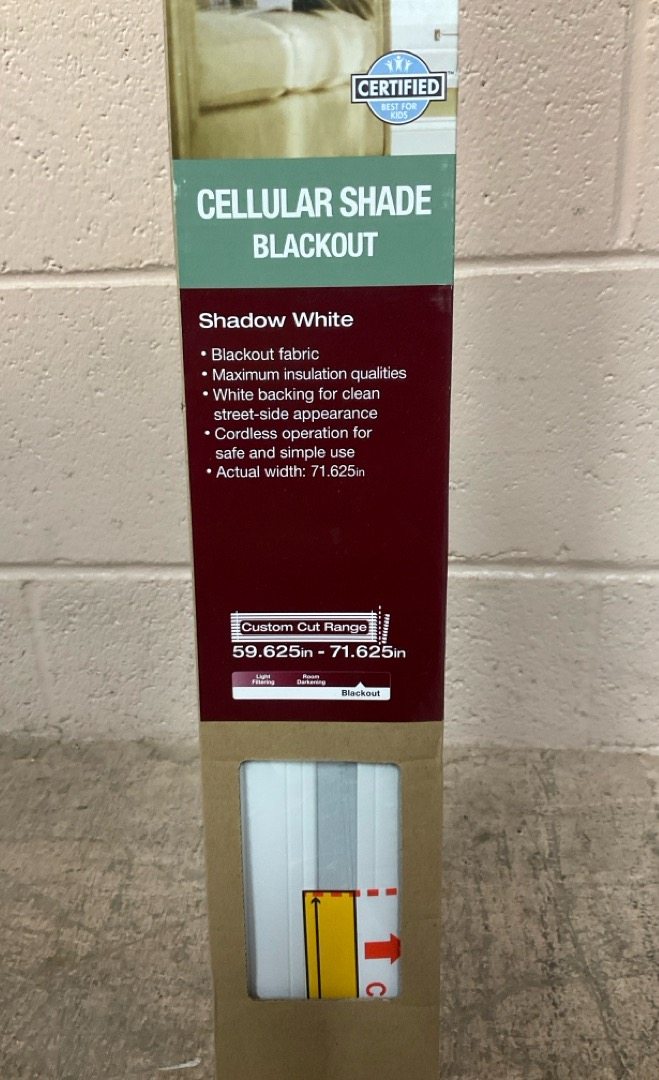 CERTIFIED
BEST FOR
KIDS
CELLULAR SHADE
BLACKOUT
Shadow White
• Blackout fabric
• Maximum insulation qualities
• White backing for clean
street-side appearance
• Cordless operation for
safe and simple use
• Actual width: 71.625in
Custom Cut Range
59.625in - 71.625in
Light
Filtering
Room
Darkening
Blackout
C